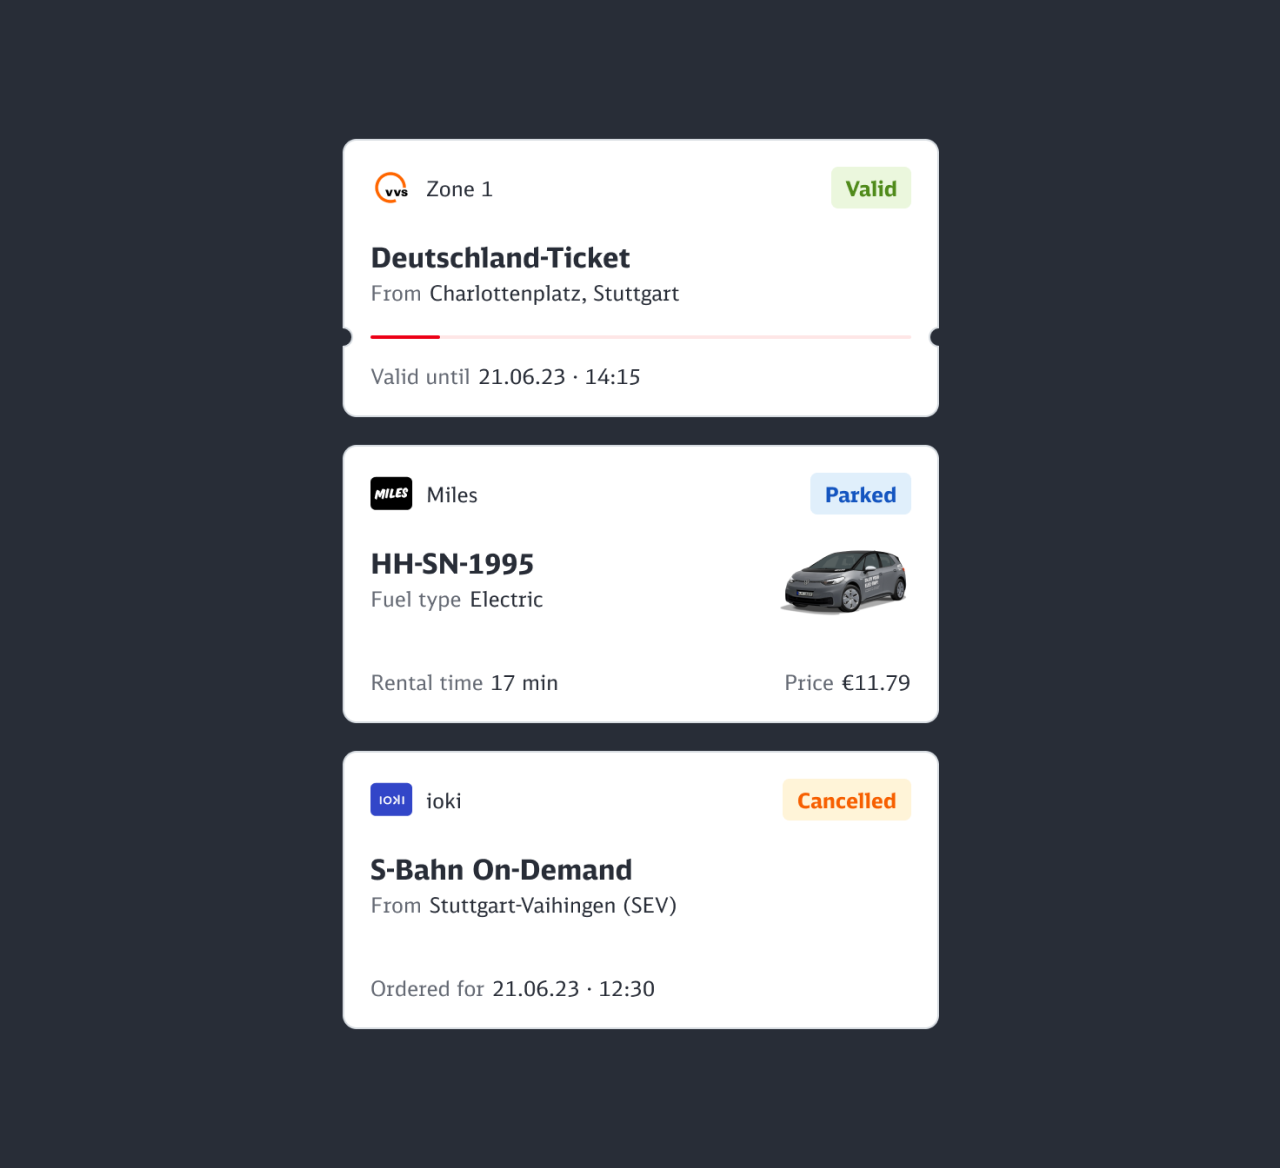 vvs Zone 1 Valid
Deutschland-Ticket
From Charlottenplatz, Stuttgart
Valid until 21.06.23 · 14:15
MILES Miles Parked
HH-SN-1995
Fuel type Electric
Rental time 17 min Price €11.79
IOKI ioki Cancelled
S-Bahn On-Demand
From Stuttgart-Vaihingen (SEV)
Ordered for 21.06.23 · 12:30